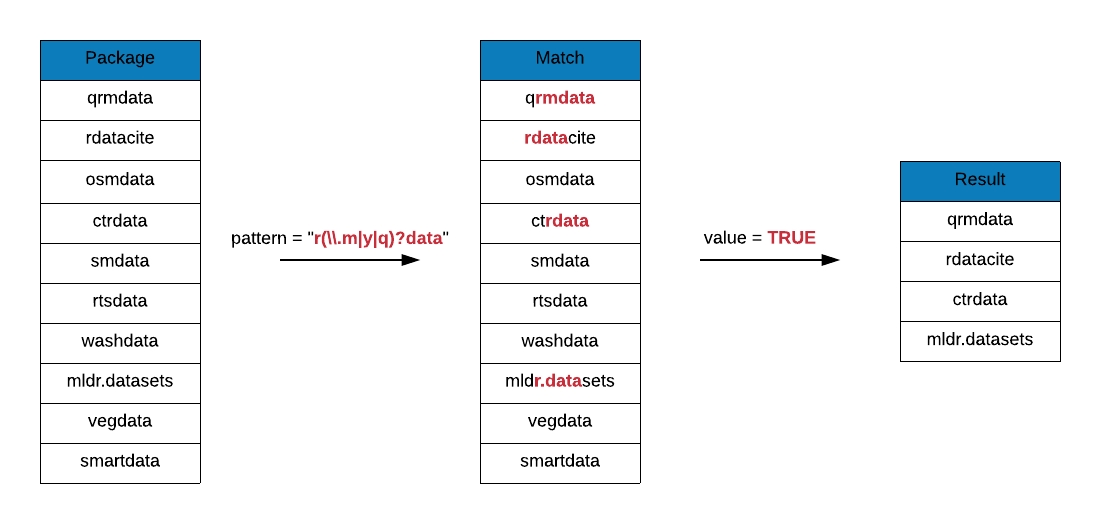 Package
qrmdata
rdatacite
osmdata
ctrdata
smdata
rtsdata
washdata
mldr.datasets
vegdata
smartdata
pattern = "r(\\.m|y|q)?data"
Match
qrmdata
rdatacite
osmdata
ctrdata
smdata
rtsdata
washdata
mldr.datasets
vegdata
smartdata
value = TRUE
Result
qrmdata
rdatacite
ctrdata
mldr.datasets